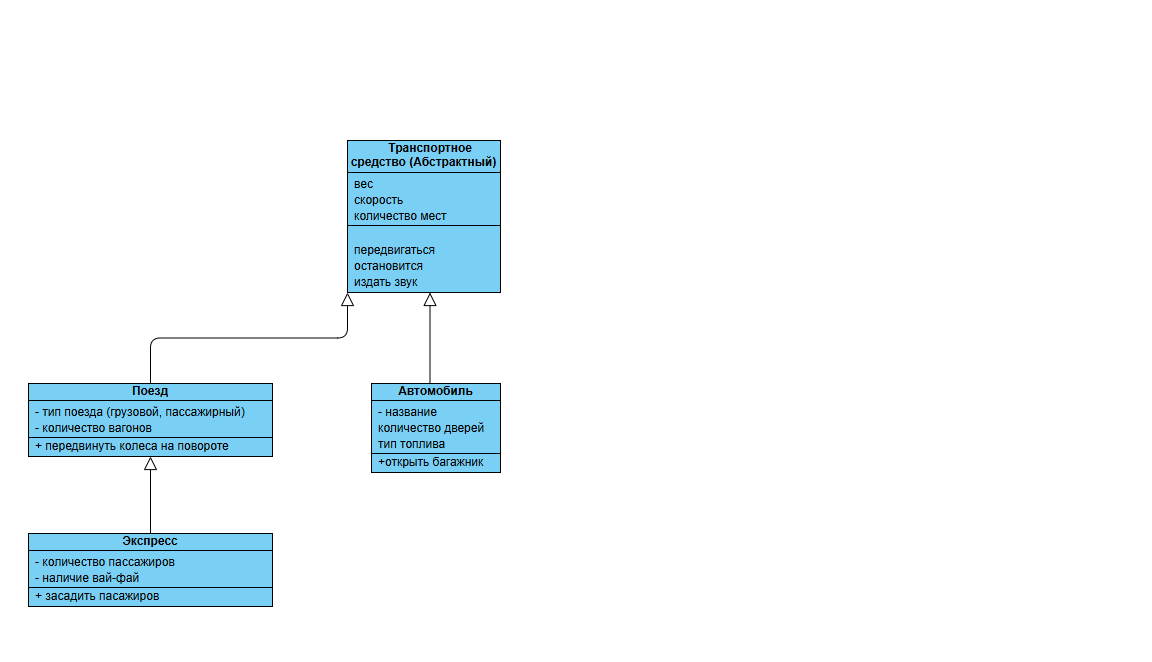 Транспортное
средство (Абстрактный)
вес
скорость
количество мест
передвигаться
остановится
издать звук
Поезд
- тип поезда (грузовой, пассажирный)
- количество вагонов
+ передвинуть колеса на повороте
Автомобиль
- название
количество дверей
тип топлива
+открыть багажник
Экспресс
- количество пассажиров
- наличие вай-фай
+ засадить пасажиров